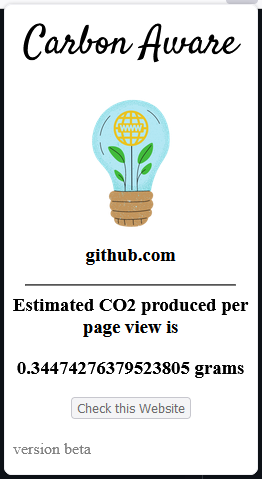 Carbon Aware
WWW
github.com
Estimated CO2 produced per
page view is
0.34474276379523805 grams
Check this Website
version beta